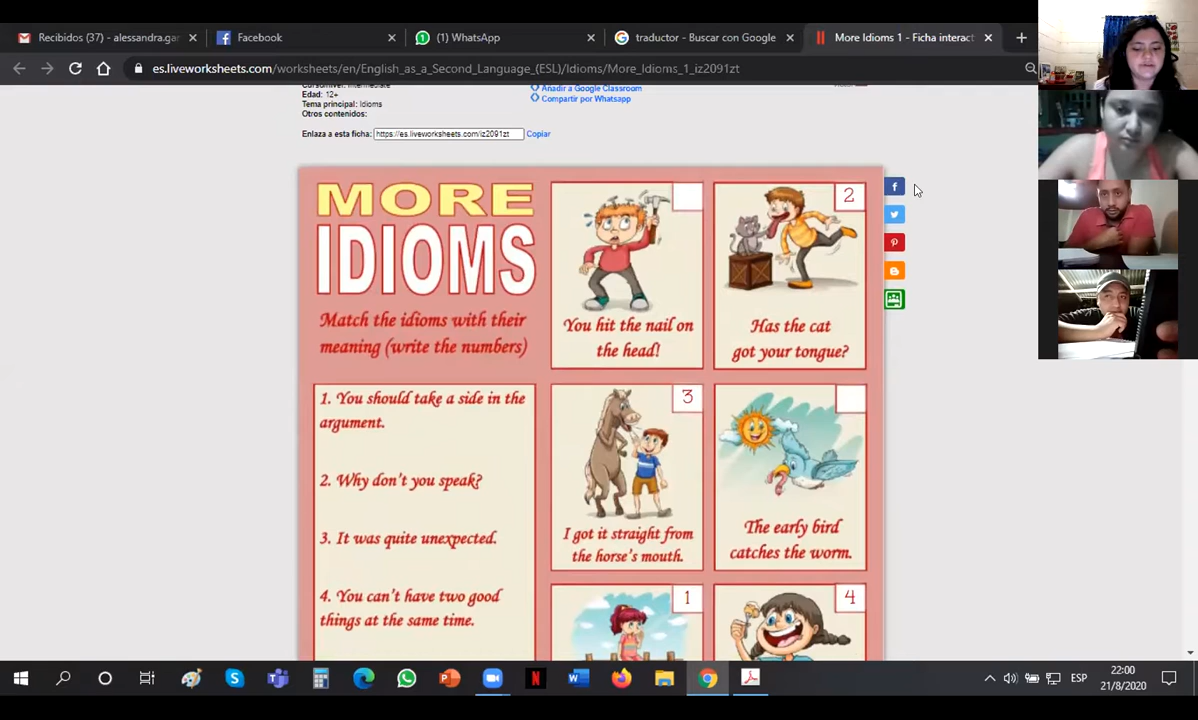 Recibidos (37) - alessandra.gar
Facebook
(1) WhatsApp
traductor - Buscar con Google
More Idioms 1 - Ficha interact
es.liveworksheets.com/worksheets/en/English_as_a_Second_Language_(ESL)/Idioms/More_Idioms_1_iz2091zt
Añadir a Google Classroom
Edad: 12+
Compartir por Whatsapp
Tema principal: Idioms
Otros contenidos:
Enlaza a esta ficha: https://es.liveworksheets.com/iz2091zt Copiar
MORE
IDIOMS
Match the idioms with their
meaning (write the numbers)
You hit the nail on
the head!
2
Has the cat
got your tongue?
1. You should take a side in the
argument.
2. Why don't you speak?
3. It was quite unexpected.
4. You can't have two good
things at the same time.
3
I got it straight from
the horse's mouth.
The early bird
catches the worm.
1
4
ESP
22:00
21/8/2020